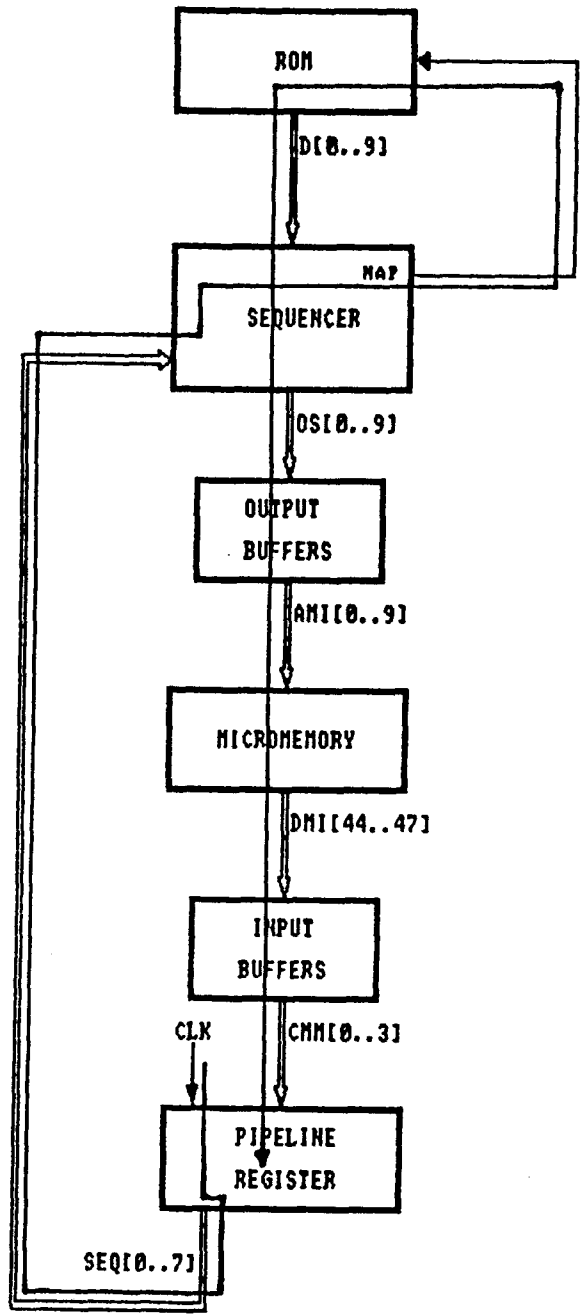 ROM
D[0..9]
MAP
SEQUENCER
OS[0..9]
OUTPUT
BUFFERS
AMI[0..9]
MICROMEMORY
DMI[44..47]
INPUT
BUFFERS
CLK
CMM[0..3]
PIPELINE
REGISTER
SEQ[0..7]